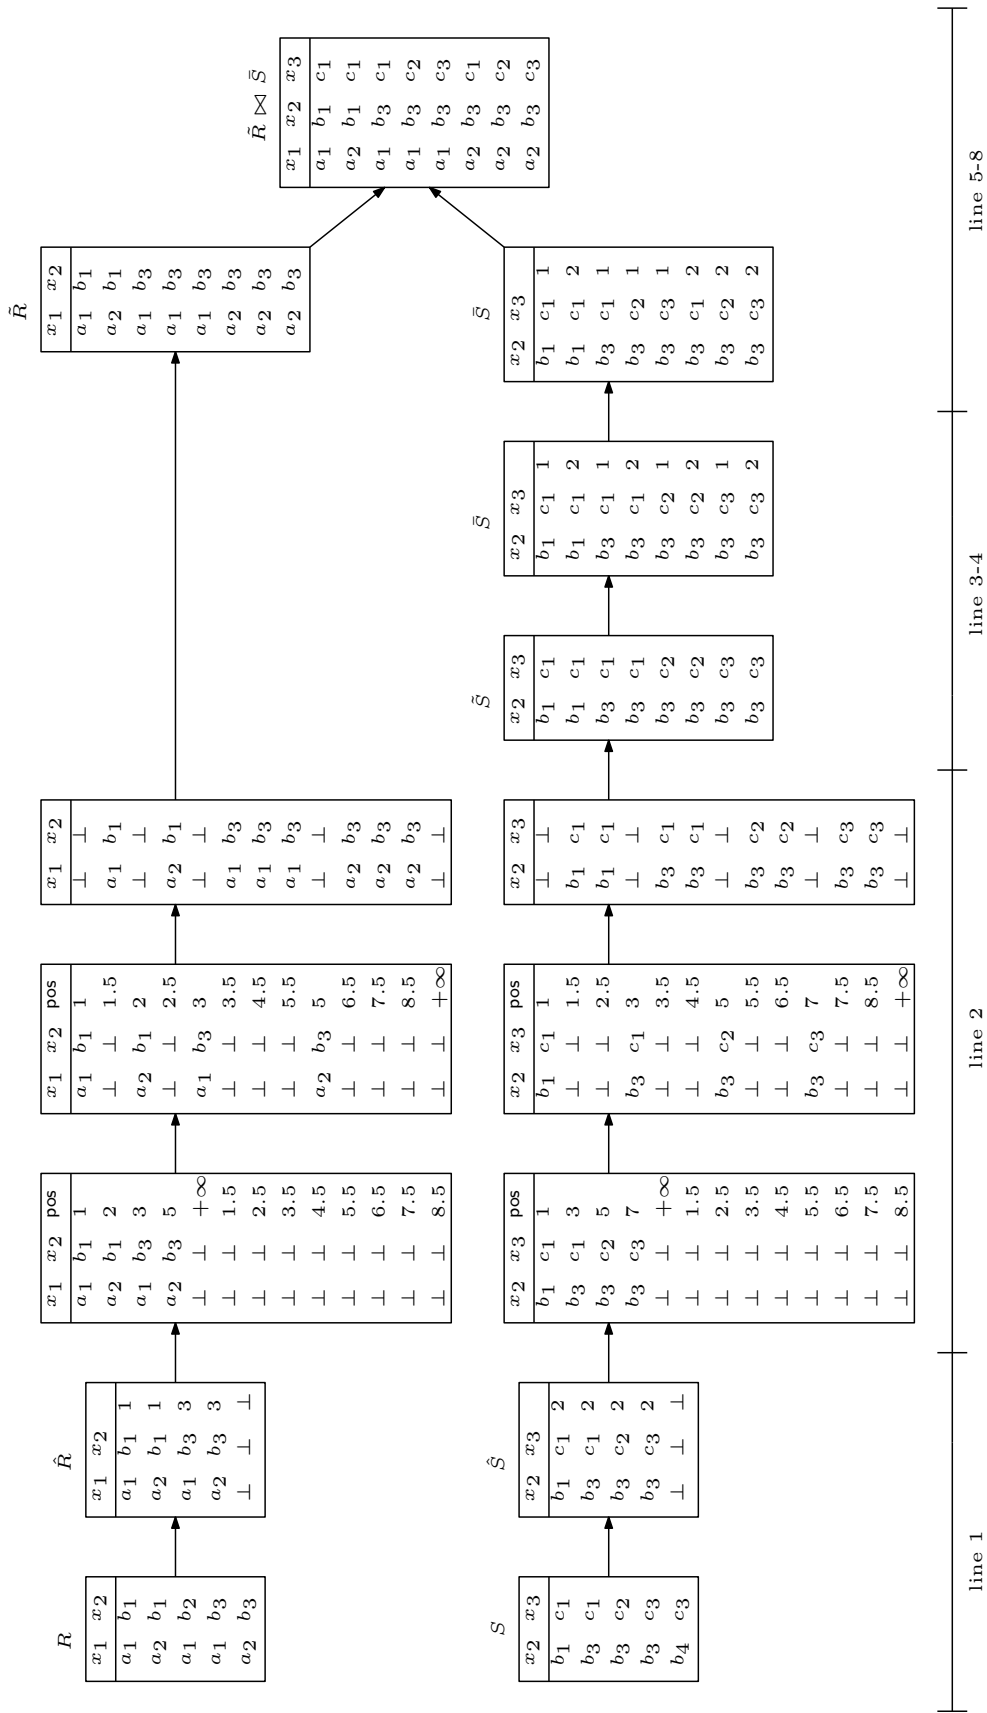 R
x1 x2
a1 b1
a2 b1
a1 b2
a1 b3
a2 b3
R̂
x1 x2
a1 b1 1
a2 b1 1
a1 b3 3
a2 b3 3
⊥ ⊥ ⊥
x1 x2 pos
a1 b1 1
a2 b1 2
a1 b3 3
a2 b3 5
⊥ ⊥ +∞
⊥ ⊥ 1.5
⊥ ⊥ 2.5
⊥ ⊥ 3.5
⊥ ⊥ 4.5
⊥ ⊥ 5.5
⊥ ⊥ 6.5
⊥ ⊥ 7.5
⊥ ⊥ 8.5
x1 x2 pos
a1 b1 1
⊥ ⊥ 1.5
a2 b1 2
⊥ ⊥ 2.5
a1 b3 3
⊥ ⊥ 3.5
⊥ ⊥ 4.5
⊥ ⊥ 5.5
a2 b3 5
⊥ ⊥ 6.5
⊥ ⊥ 7.5
⊥ ⊥ 8.5
⊥ ⊥ +∞
x1 x2
⊥ ⊥
a1 b1
⊥ ⊥
a2 b1
⊥ ⊥
a1 b3
a1 b3
a1 b3
⊥ ⊥
a2 b3
a2 b3
a2 b3
⊥ ⊥
R̃
x1 x2
a1 b1
a2 b1
a1 b3
a1 b3
a1 b3
a2 b3
a2 b3
a2 b3
R̃ ⋈ S̄
x1 x2 x3
a1 b1 c1
a2 b1 c1
a1 b3 c1
a1 b3 c2
a1 b3 c3
a2 b3 c1
a2 b3 c2
a2 b3 c3
S
x2 x3
b1 c1
b3 c1
b3 c2
b3 c3
b4 c3
Ŝ
x2 x3
b1 c1 2
b3 c1 2
b3 c2 2
b3 c3 2
⊥ ⊥ ⊥
x2 x3 pos
b1 c1 1
b3 c1 3
b3 c2 5
b3 c3 7
⊥ ⊥ +∞
⊥ ⊥ 1.5
⊥ ⊥ 2.5
⊥ ⊥ 3.5
⊥ ⊥ 4.5
⊥ ⊥ 5.5
⊥ ⊥ 6.5
⊥ ⊥ 7.5
⊥ ⊥ 8.5
x2 x3 pos
b1 c1 1
⊥ ⊥ 1.5
⊥ ⊥ 2.5
b3 c1 3
⊥ ⊥ 3.5
⊥ ⊥ 4.5
b3 c2 5
⊥ ⊥ 5.5
⊥ ⊥ 6.5
b3 c3 7
⊥ ⊥ 7.5
⊥ ⊥ 8.5
⊥ ⊥ +∞
x2 x3
⊥ ⊥
b1 c1
b1 c1
⊥ ⊥
b3 c1
b3 c1
⊥ ⊥
b3 c2
b3 c2
⊥ ⊥
b3 c3
b3 c3
⊥ ⊥
S̃
x2 x3
b1 c1
b1 c1
b3 c1
b3 c1
b3 c2
b3 c2
b3 c3
b3 c3
S̄
x2 x3
b1 c1 1
b1 c1 2
b3 c1 1
b3 c1 2
b3 c2 1
b3 c2 2
b3 c3 1
b3 c3 2
S̄
x2 x3
b1 c1 1
b1 c1 2
b3 c1 1
b3 c2 1
b3 c3 1
b3 c1 2
b3 c2 2
b3 c3 2
line 1
line 2
line 3-4
line 5-8